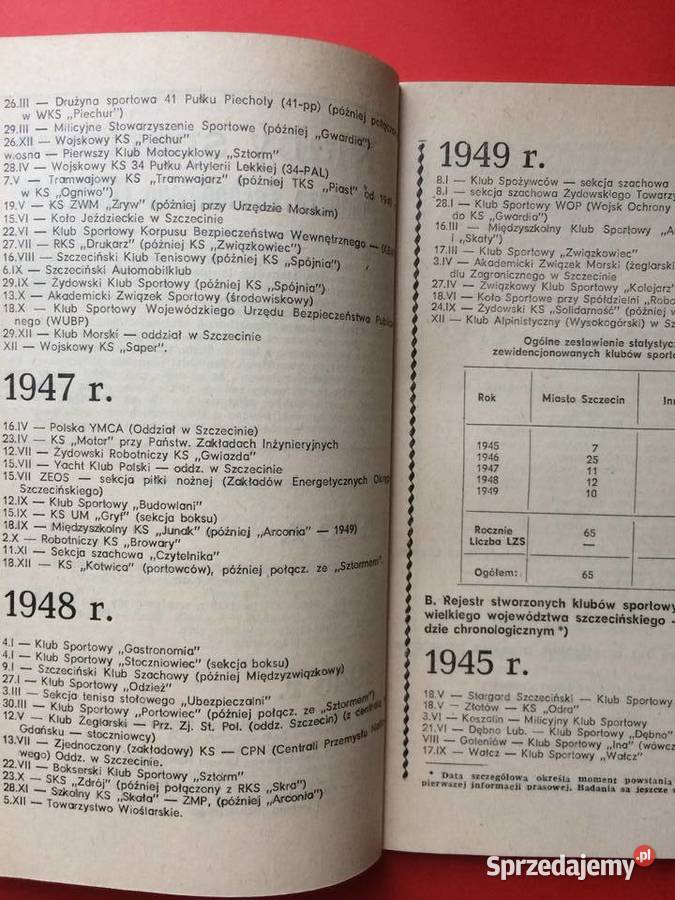 26.III — Drużyna sportowa 41 Pułku Piechoty (41-pp) (później
w WKS „Piechur”)
29.III — Milicyjne Stowarzyszenie Sportowe (później „Gwardia”).
26.XII — Wojskowy KS „Piechur”
wiosna — Pierwszy Klub Motocyklowy „Sztorm”
28.IV — Wojskowy KS 34 Pułku Artylerii Lekkiej (34-PAL)
7.V — Tramwajowy KS „Tramwajarz” (później TKS „Piast” od
w KS „Ogniwo”)
19.V — KS ZWM „Zryw” (później przy Urzędzie Morskim)
15.VI — Koło Jeździeckie w Szczecinie
22.VI — Klub Sportowy Korpusu Bezpieczeństwa Wewnętrznego —
27.VII — RKS „Drukarz” (później KS „Związkowiec”)
16.VIII — Szczeciński Klub Tenisowy (później KS „Spójnia”)
6.IX — Szczeciński Automobilklub
29.IX — Żydowski Klub Sportowy (później KS „Spójnia”)
13.X — Akademicki Związek Sportowy (środowiskowy)
18.X — Klub Sportowy Wojewódzkiego Urzędu Bezpieczeństwa
nego (WUBP)
29.XII — Klub Morski — oddział w Szczecinie
XII — Wojskowy KS „Saper”.
1947 r.
16.IV — Polska YMCA (Oddział w Szczecinie)
23.IV — KS „Motor” przy Państw. Zakładach Inżynieryjnych
12.VII — Żydowski Robotniczy KS „Gwiazda”
15.VII — Yacht Klub Polski — oddz. w Szczecinie
15.VII ZEOS — sekcja piłki nożnej (Zakładów Energetycznych
Szczecińskiego)
12.IX — Klub Sportowy „Budowlani”
15.IX — KS UM „Gryf” (sekcja boksu)
18.IX — Międzyszkolny KS „Junak” (później „Arconia” — 1949)
2.X — Robotniczy KS „Browary”
11.XI — Sekcja szachowa „Czytelnika”
18.XII — KS „Kotwica” (portowców), później połącz. ze „Sztormem”.
1948 r.
4.I — Klub Sportowy „Gastronomia”
4.I — Klub Sportowy „Stoczniowiec” (sekcja boksu)
9.I — Szczeciński Klub Szachowy (później Międzyzwiązkowy)
27.I — Klub Sportowy „Odzież”
3.III — Sekcja tenisa stołowego „Ubezpieczalni”
30.III — Klub Sportowy „Portowiec” (później połącz. ze „Sztormem”)
12.V — Klub Żeglarski — Prz. Zj. St. Pol. (oddz. Szczecin) (z
Gdańsku — stoczniowcy)
13.VII — Zjednoczony (zakładowy) KS — CPN (Centrali Przemysłu
wego) Oddz. w Szczecinie.
22.VII — Bokserski Klub Sportowy „Sztorm”
23.X — SKS „Zdrój” (później połączony z RKS „Skra”)
28.XI — Szkolny KS „Skała” — ZMP, (później „Arconia”)
5.XII — Towarzystwo Wioślarskie.
1949 r.
8.I — Klub Spożywców — sekcja szachowa
8.I — sekcja szachowa Żydowskiego
28.I — Klub Sportowy WOP (Wojsk Ochrony
do KS „Gwardia”)
16.III — Międzyszkolny Klub Sportowy
i „Skały”)
17.III — Klub Sportowy „Związkowiec”
3.IV — Akademicki Związek Morski
dlu Zagranicznego w Szczecinie
27.IV — Związkowy Klub Sportowy „Kolejarz”
18.VI — Koło Sportowe przy Spółdzielni
24.IX — Żydowski KS „Solidarność” (później
XII — Klub Alpinistyczny (Wysokogórski) w
Ogólne zestawienie
zewidencjonowanych klubów
Rok Miasto Szczecin
1945 7
1946 25
1947 11
1948 12
1949 10
Rocznie 65
Liczba LZS —
Ogółem: 65
B. Rejestr stworzonych klubów
wielkiego województwa szczecińskiego -
dzie chronologicznym *)
1945 r.
18.V — Stargard Szczeciński — Klub Sportowy
18.V — Złotów — KS „Odra”
3.VI — Koszalin — Milicyjny Klub Sportowy
21.VI — Dębno Lub. — Klub Sportowy „Dębno”
VIII — Goleniów — Klub Sportowy „Ina”
17.IX — Wałcz — Klub Sportowy „Wałcz”
* Data szczegółowa określa moment powstania
pierwszej informacji prasowej. Badania są jeszcze
Sprzedajemy.pl